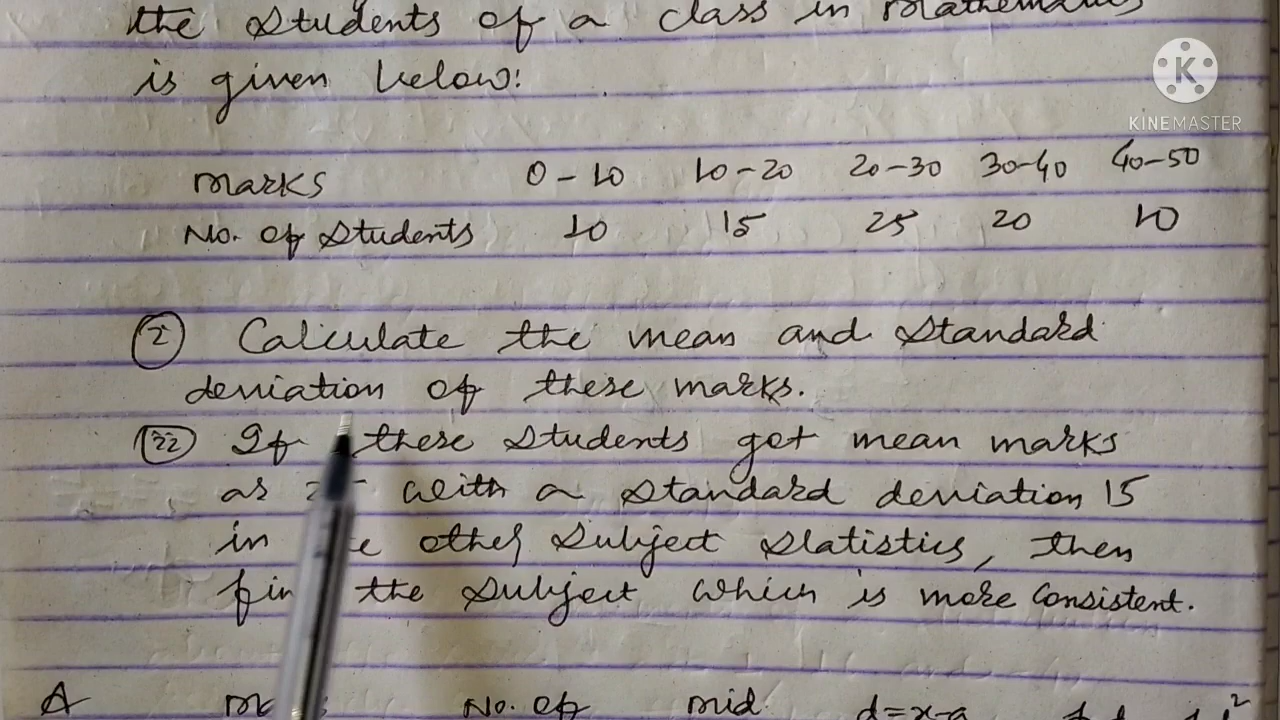 the Students of a class in Mathematics
is given below:
KINEMASTER
Marks 0-10 10-20 20-30 30-40 40-50
No. of Students 10 15 25 20 10
(i) Calculate the mean and Standard
deviation of these marks.
(ii) If these Students got mean marks
as with a Standard deviation 15
in other Subject Statistics, then
the Subject which is more Consistent.
A No. of mid d=x-a